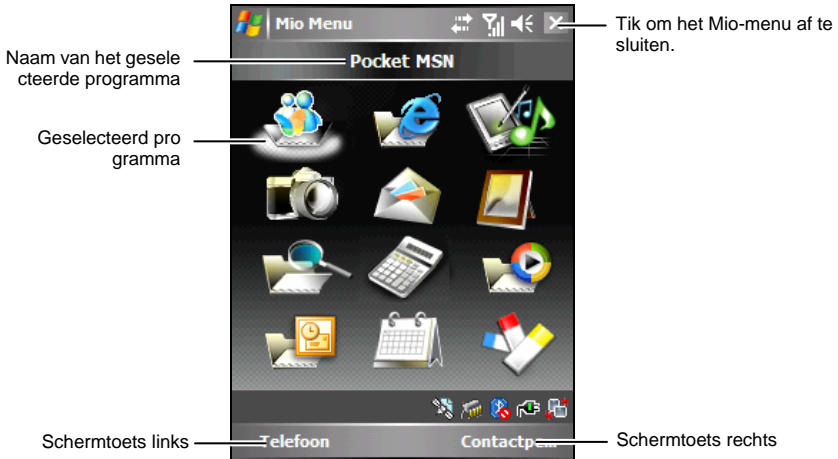 Mio Menu
Tik om het Mio-menu af te
sluiten.
Naam van het gesele
cteerde programma
Pocket MSN
Geselecteerd pro
gramma
Schermtoets links
Telefoon
Contactpe...
Schermtoets rechts